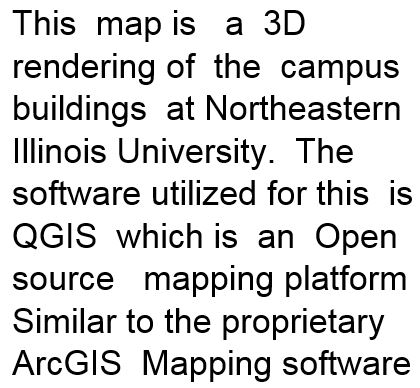 This map is a 3D
rendering of the campus
buildings at Northeastern
Illinois University. The
software utilized for this is
QGIS which is an Open
source mapping platform
Similar to the proprietary
ArcGIS Mapping software